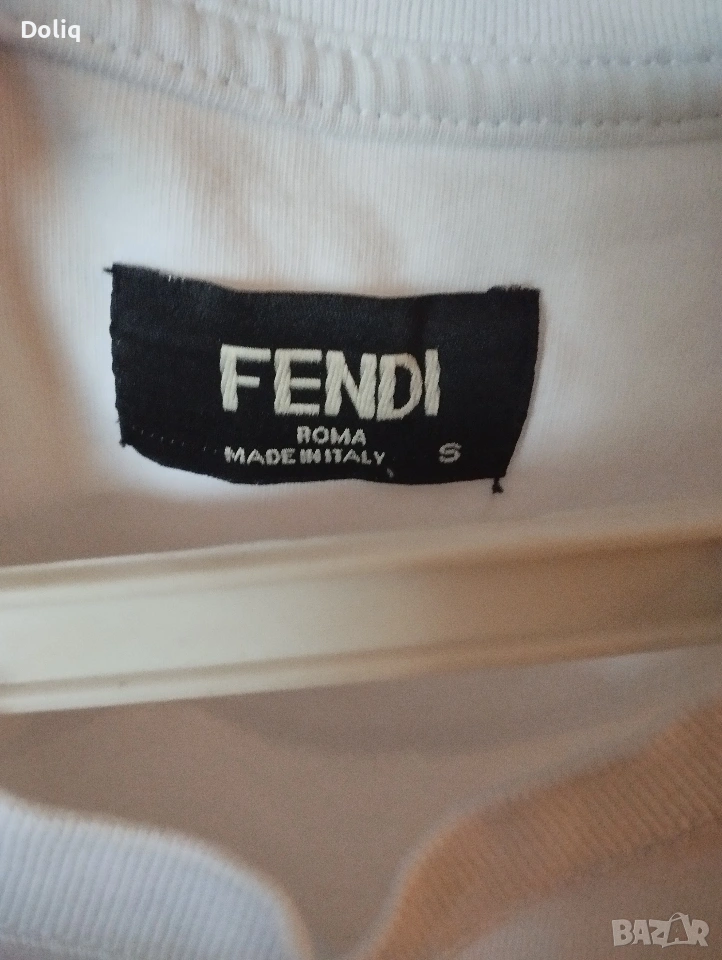 Doliq
FENDI
ROMA
MADE IN ITALY S
BAZAR